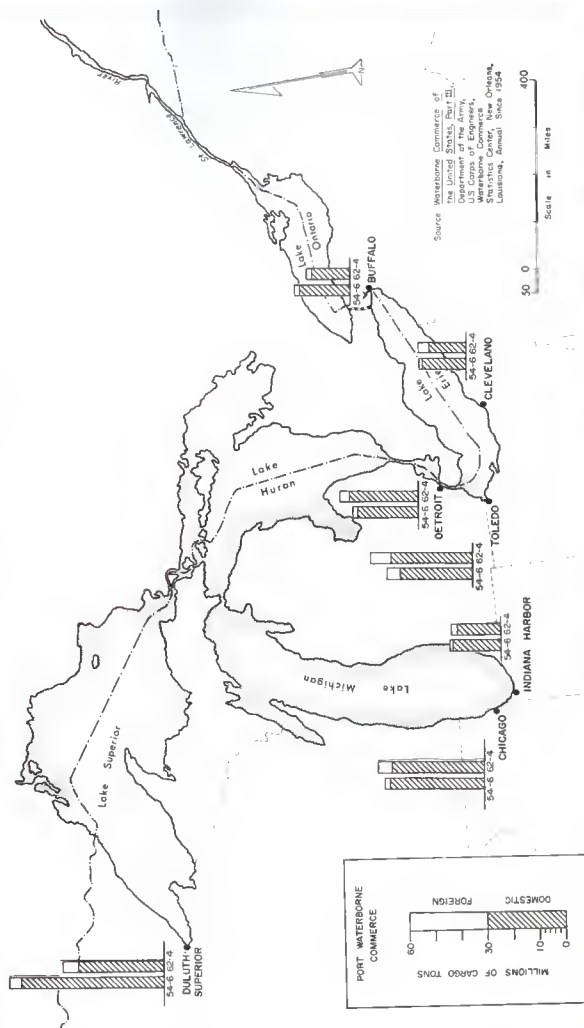 St Lawrence
River
Lake
Ontario
54-6 62-4
BUFFALO
Lake
Erie
54-6 62-4
CLEVELAND
Lake
Huron
54-6 62-4
DETROIT
TOLEDO
54-6 62-4
54-6 62-4
INDIANA HARBOR
Lake Michigan
CHICAGO
54-6 62-4
Lake Superior
54-6 62-4
DULUTH-
SUPERIOR
N
Source Waterborne Commerce of
the United States, Part III,
Department of the Army,
US Corps of Engineers,
Waterborne Commerce
Statistics Center, New Orleans,
Louisiana, Annual Since 1954
50 0 400
Scale in Miles
PORT WATERBORNE
COMMERCE
MILLIONS OF CARGO TONS
60
30
10
0
FOREIGN
DOMESTIC